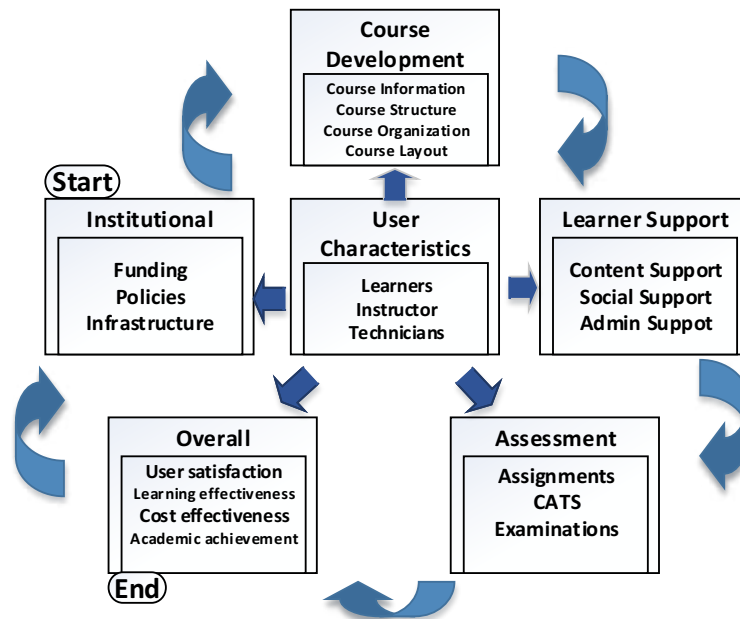 Course
Development
Course Information
Course Structure
Course Organization
Course Layout
Start
Institutional
Funding
Policies
Infrastructure
User
Characteristics
Learners
Instructor
Technicians
Learner Support
Content Support
Social Support
Admin Suppot
Overall
User satisfaction
Learning effectiveness
Cost effectiveness
Academic achievement
End
Assessment
Assignments
CATS
Examinations